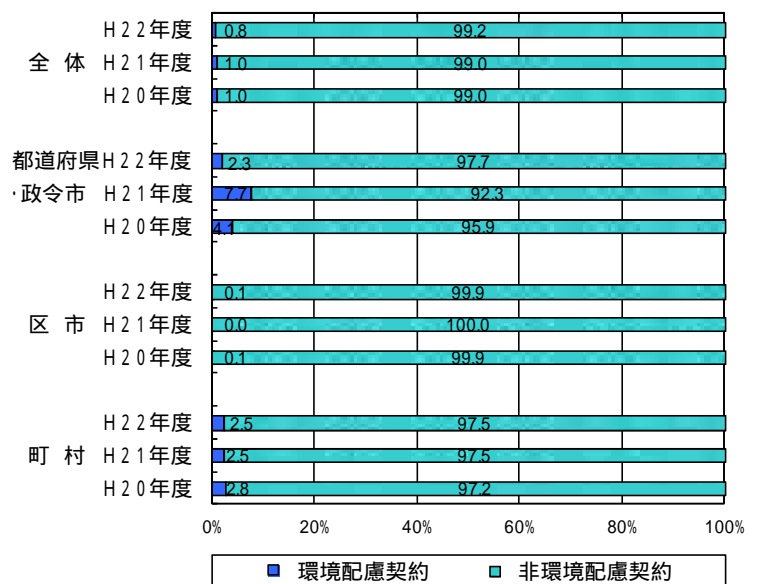 H22年度 0.8 99.2
全体 H21年度 1.0 99.0
H20年度 1.0 99.0
都道府県 H22年度 2.3 97.7
・政令市 H21年度 7.7 92.3
H20年度 4.1 95.9
H22年度 0.1 99.9
区市 H21年度 0.0 100.0
H20年度 0.1 99.9
H22年度 2.5 97.5
町村 H21年度 2.5 97.5
H20年度 2.8 97.2
0% 20% 40% 60% 80% 100%
環境配慮契約 非環境配慮契約